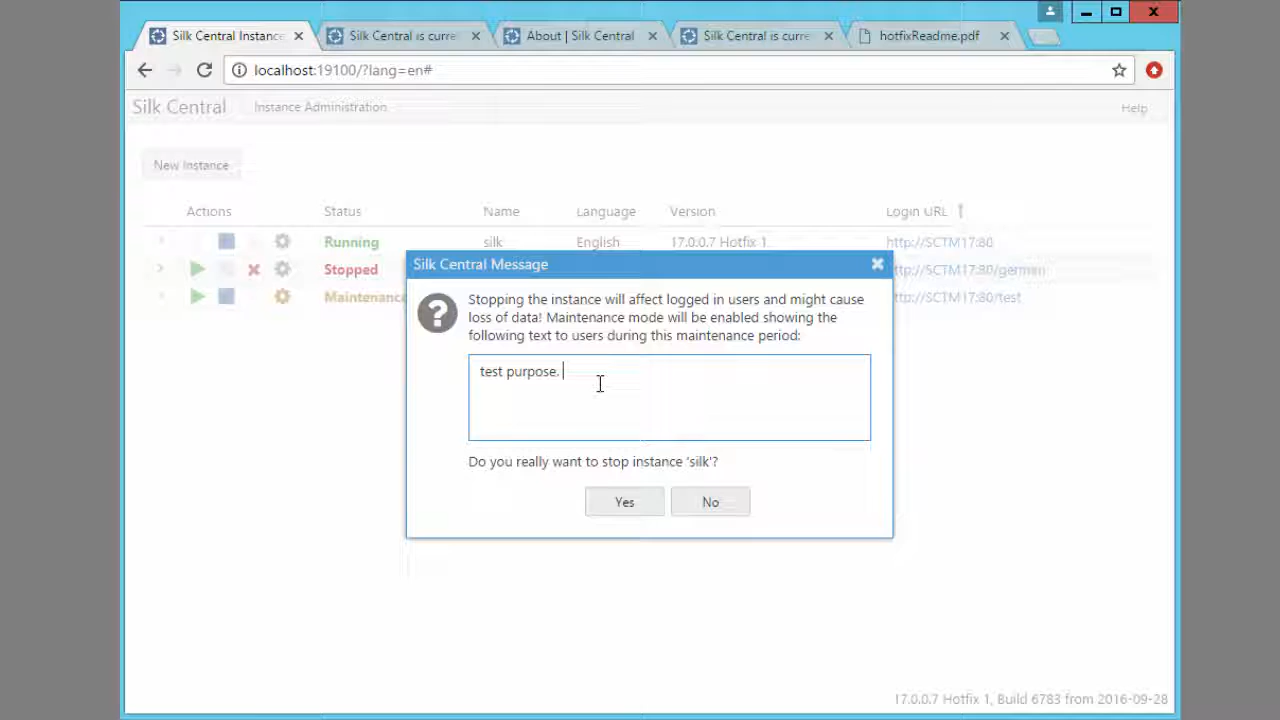 Silk Central Instanc
Silk Central is curre
About | Silk Central
Silk Central is curre
hotfixReadme.pdf
localhost:19100/?lang=en#
Silk Central Instance Administration Help
New Instance
Actions Status Name Language Version Login URL
Running silk English 17.0.0.7 Hotfix 1 http://SCTM17:80
Stopped
Maintenance
Silk Central Message
Stopping the instance will affect logged in users and might cause
loss of data! Maintenance mode will be enabled showing the
following text to users during this maintenance period:
test purpose.
Do you really want to stop instance 'silk'?
Yes No
17.0.0.7 Hotfix 1, Build 6783 from 2016-09-28